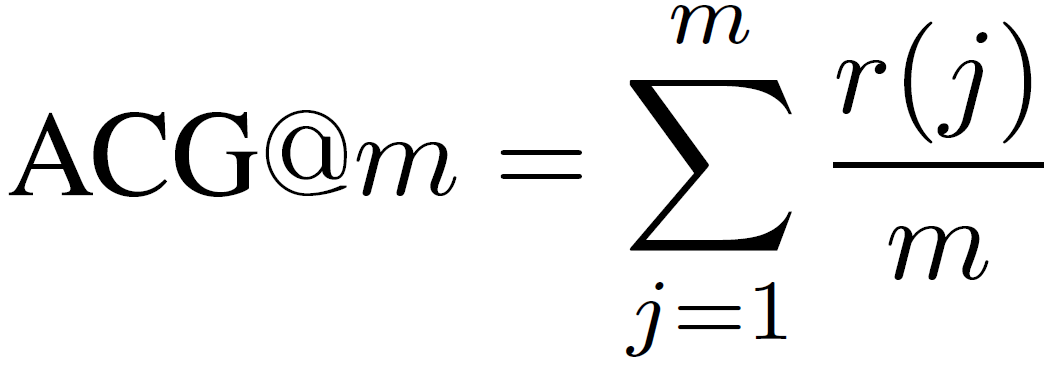 ACG@m = \sum_{j=1}^{m} \frac{r(j)}{m}